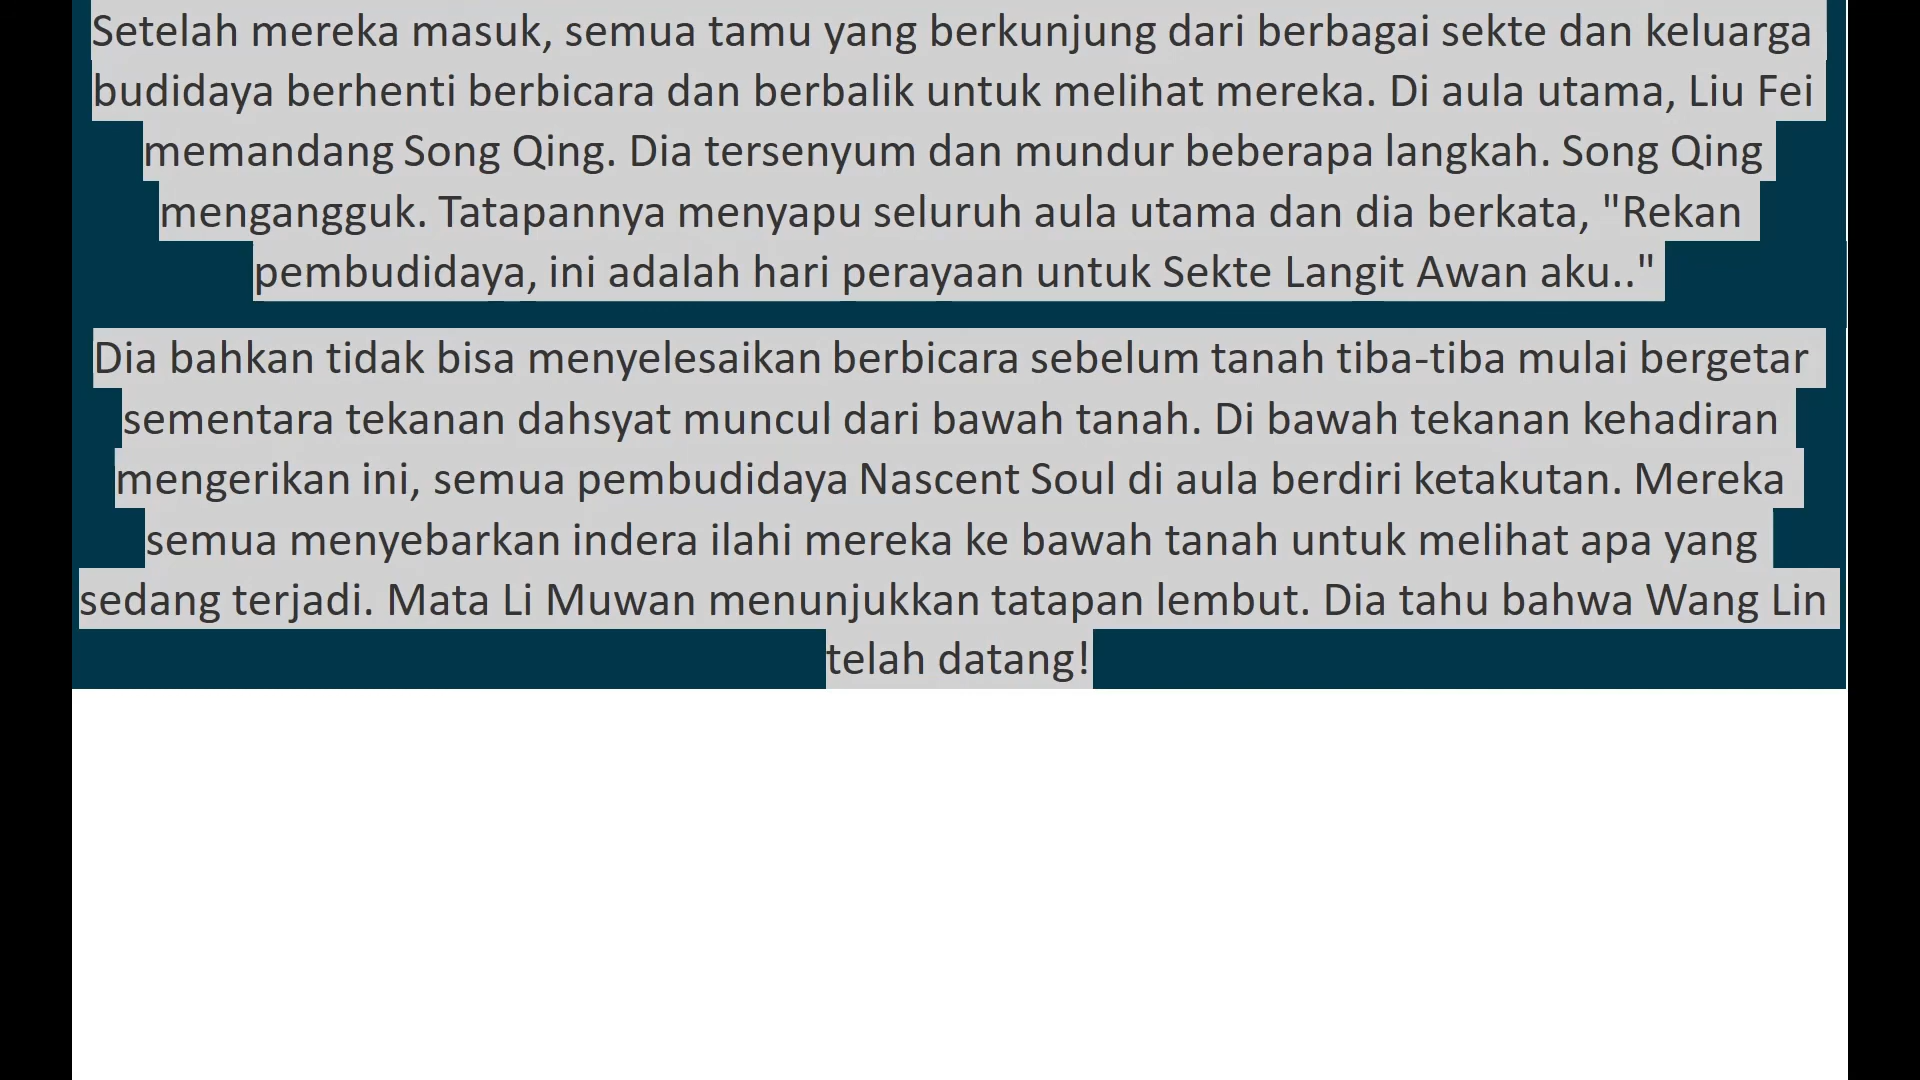 Setelah mereka masuk, semua tamu yang berkunjung dari berbagai sekte dan keluarga
budidaya berhenti berbicara dan berbalik untuk melihat mereka. Di aula utama, Liu Fei
memandang Song Qing. Dia tersenyum dan mundur beberapa langkah. Song Qing
mengangguk. Tatapannya menyapu seluruh aula utama dan dia berkata, "Rekan
pembudidaya, ini adalah hari perayaan untuk Sekte Langit Awan aku.."
Dia bahkan tidak bisa menyelesaikan berbicara sebelum tanah tiba-tiba mulai bergetar
sementara tekanan dahsyat muncul dari bawah tanah. Di bawah tekanan kehadiran
mengerikan ini, semua pembudidaya Nascent Soul di aula berdiri ketakutan. Mereka
semua menyebarkan indera ilahi mereka ke bawah tanah untuk melihat apa yang
sedang terjadi. Mata Li Muwan menunjukkan tatapan lembut. Dia tahu bahwa Wang Lin
telah datang!